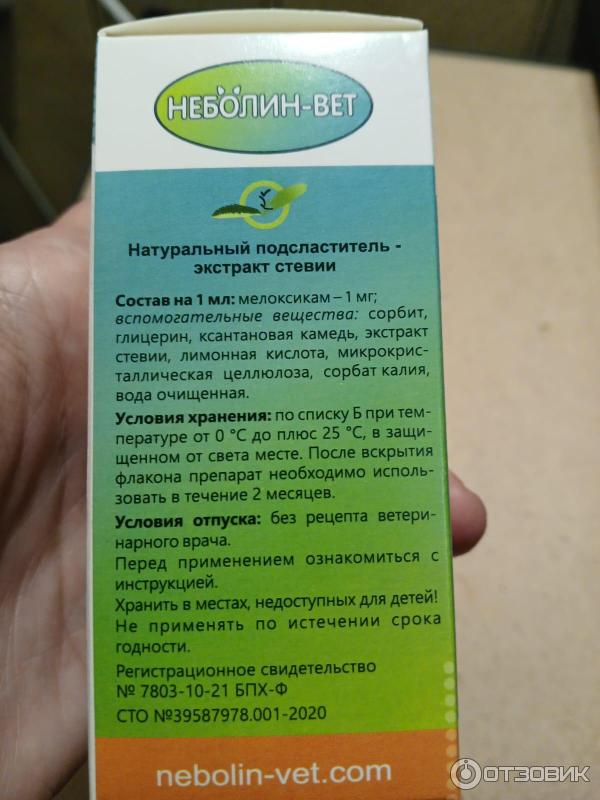 НЕБОЛИН-ВЕТ
Натуральный подсластитель -
экстракт стевии
Состав на 1 мл: мелоксикам – 1 мг;
вспомогательные вещества: сорбит,
глицерин, ксантановая камедь, экстракт
стевии, лимонная кислота, микрокрис-
таллическая целлюлоза, сорбат калия,
вода очищенная.
Условия хранения: по списку Б при тем-
пературе от 0 °С до плюс 25 °С, в защи-
щенном от света месте. После вскрытия
флакона препарат необходимо исполь-
зовать в течение 2 месяцев.
Условия отпуска: без рецепта ветери-
нарного врача.
Перед применением ознакомиться с
инструкцией.
Хранить в местах, недоступных для детей!
Не применять по истечении срока
годности.
Регистрационное свидетельство
№ 7803-10-21 БПХ-Ф
СТО №39587978.001-2020
nebolin-vet.com
ОТЗОВИК